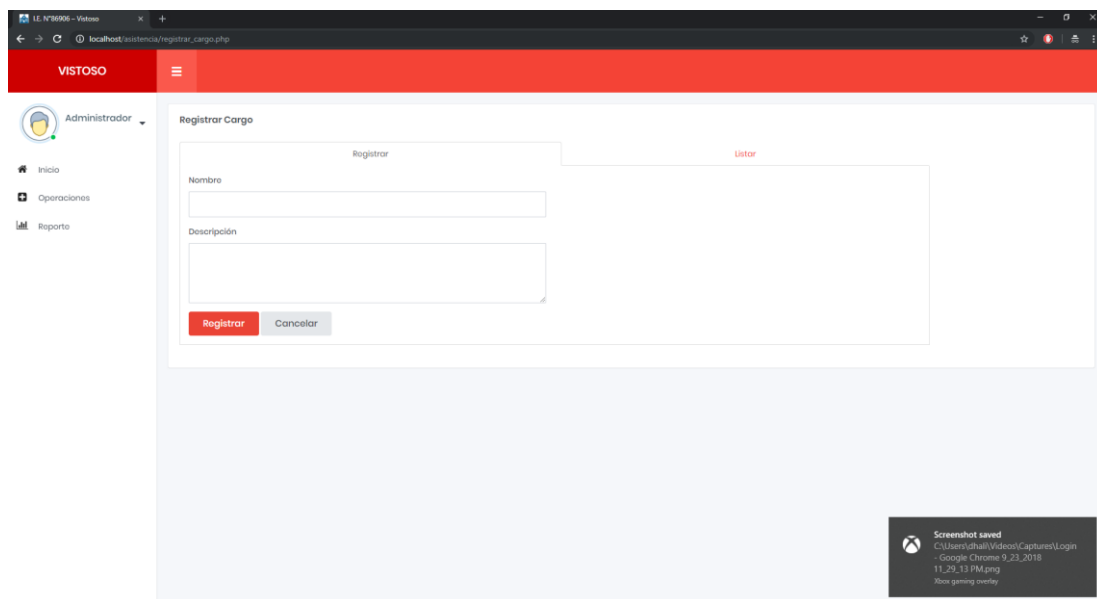 I.E. N°86906 – Vistoso
localhost/asistencia/registrar_cargo.php
VISTOSO
Administrador
Registrar Cargo
Registrar
Listar
Inicio
Nombre
Operaciones
Reporte
Descripción
Registrar
Cancelar
Screenshot saved
C:\Users\dhali\Videos\Captures\Login
- Google Chrome 9_23_2018
11_29_13 PM.png
Xbox gaming overlay